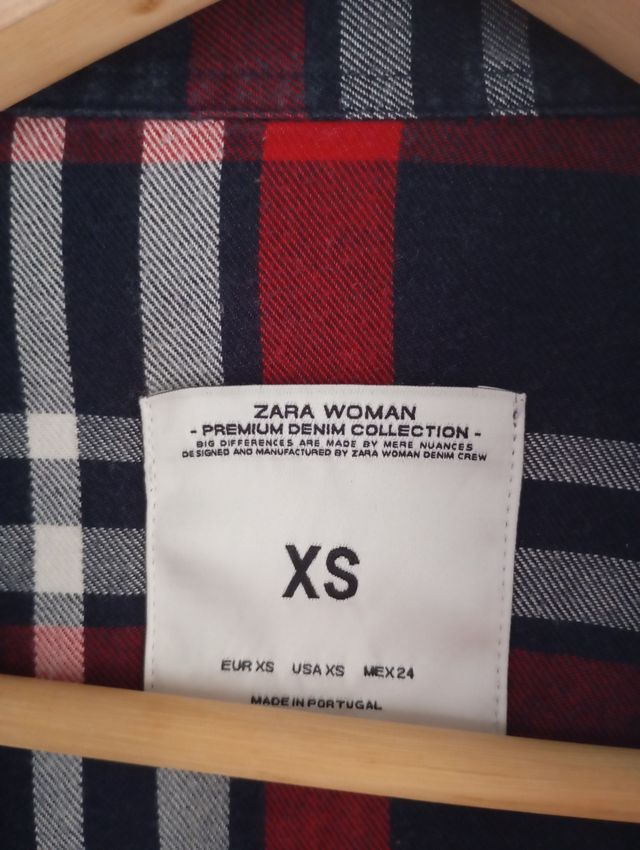 ZARA WOMAN
- PREMIUM DENIM COLLECTION -
BIG DIFFERENCES ARE MADE BY MERE NUANCES
DESIGNED AND MANUFACTURED BY ZARA WOMAN DENIM CREW
XS
EUR XS USA XS MEX 24
MADE IN PORTUGAL